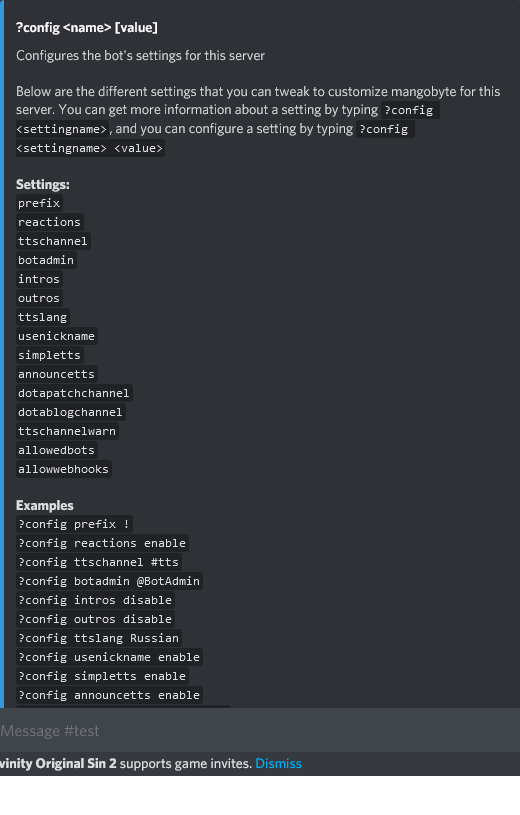 ?config <name> [value]
Configures the bot's settings for this server
Below are the different settings that you can tweak to customize mangobyte for this
server. You can get more information about a setting by typing ?config
<settingname>, and you can configure a setting by typing ?config
<settingname> <value>
Settings:
prefix
reactions
ttschannel
botadmin
intros
outros
ttslang
usenickname
simpletts
announcetts
dotapatchchannel
dotablogchannel
ttschannelwarn
allowedbots
allowwebhooks
Examples
?config prefix !
?config reactions enable
?config ttschannel #tts
?config botadmin @BotAdmin
?config intros disable
?config outros disable
?config ttslang Russian
?config usenickname enable
?config simpletts enable
?config announcetts enable
Message #test
vinity Original Sin 2 supports game invites. Dismiss